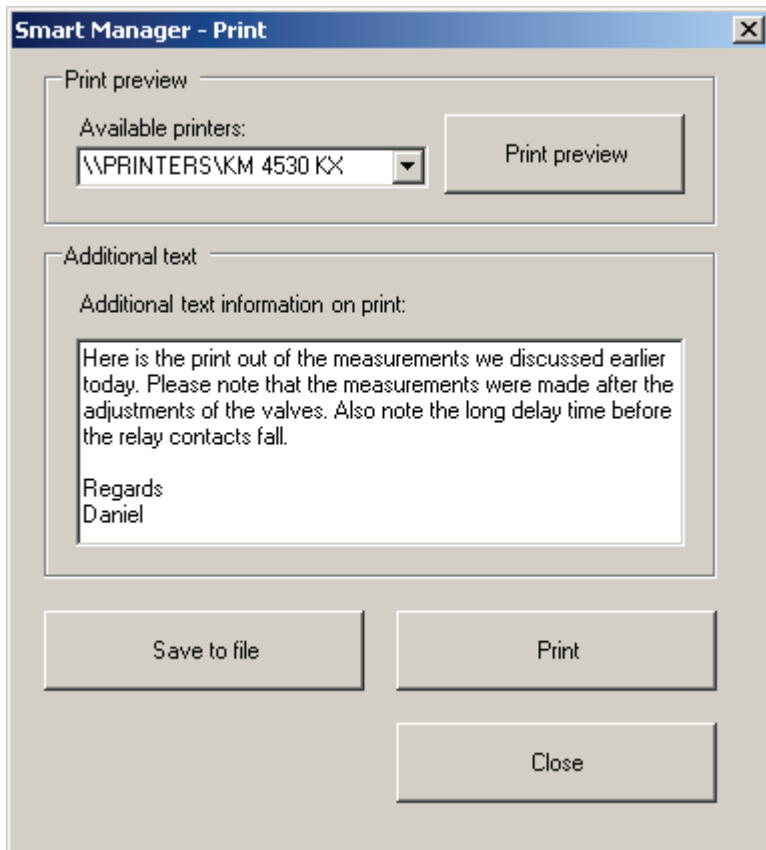 Smart Manager - Print
Print preview
Available printers:
\\PRINTERS\KM 4530 KX
Print preview
Additional text
Additional text information on print:
Here is the print out of the measurements we discussed earlier
today. Please note that the measurements were made after the
adjustments of the valves. Also note the long delay time before
the relay contacts fall.
Regards
Daniel
Save to file
Print
Close